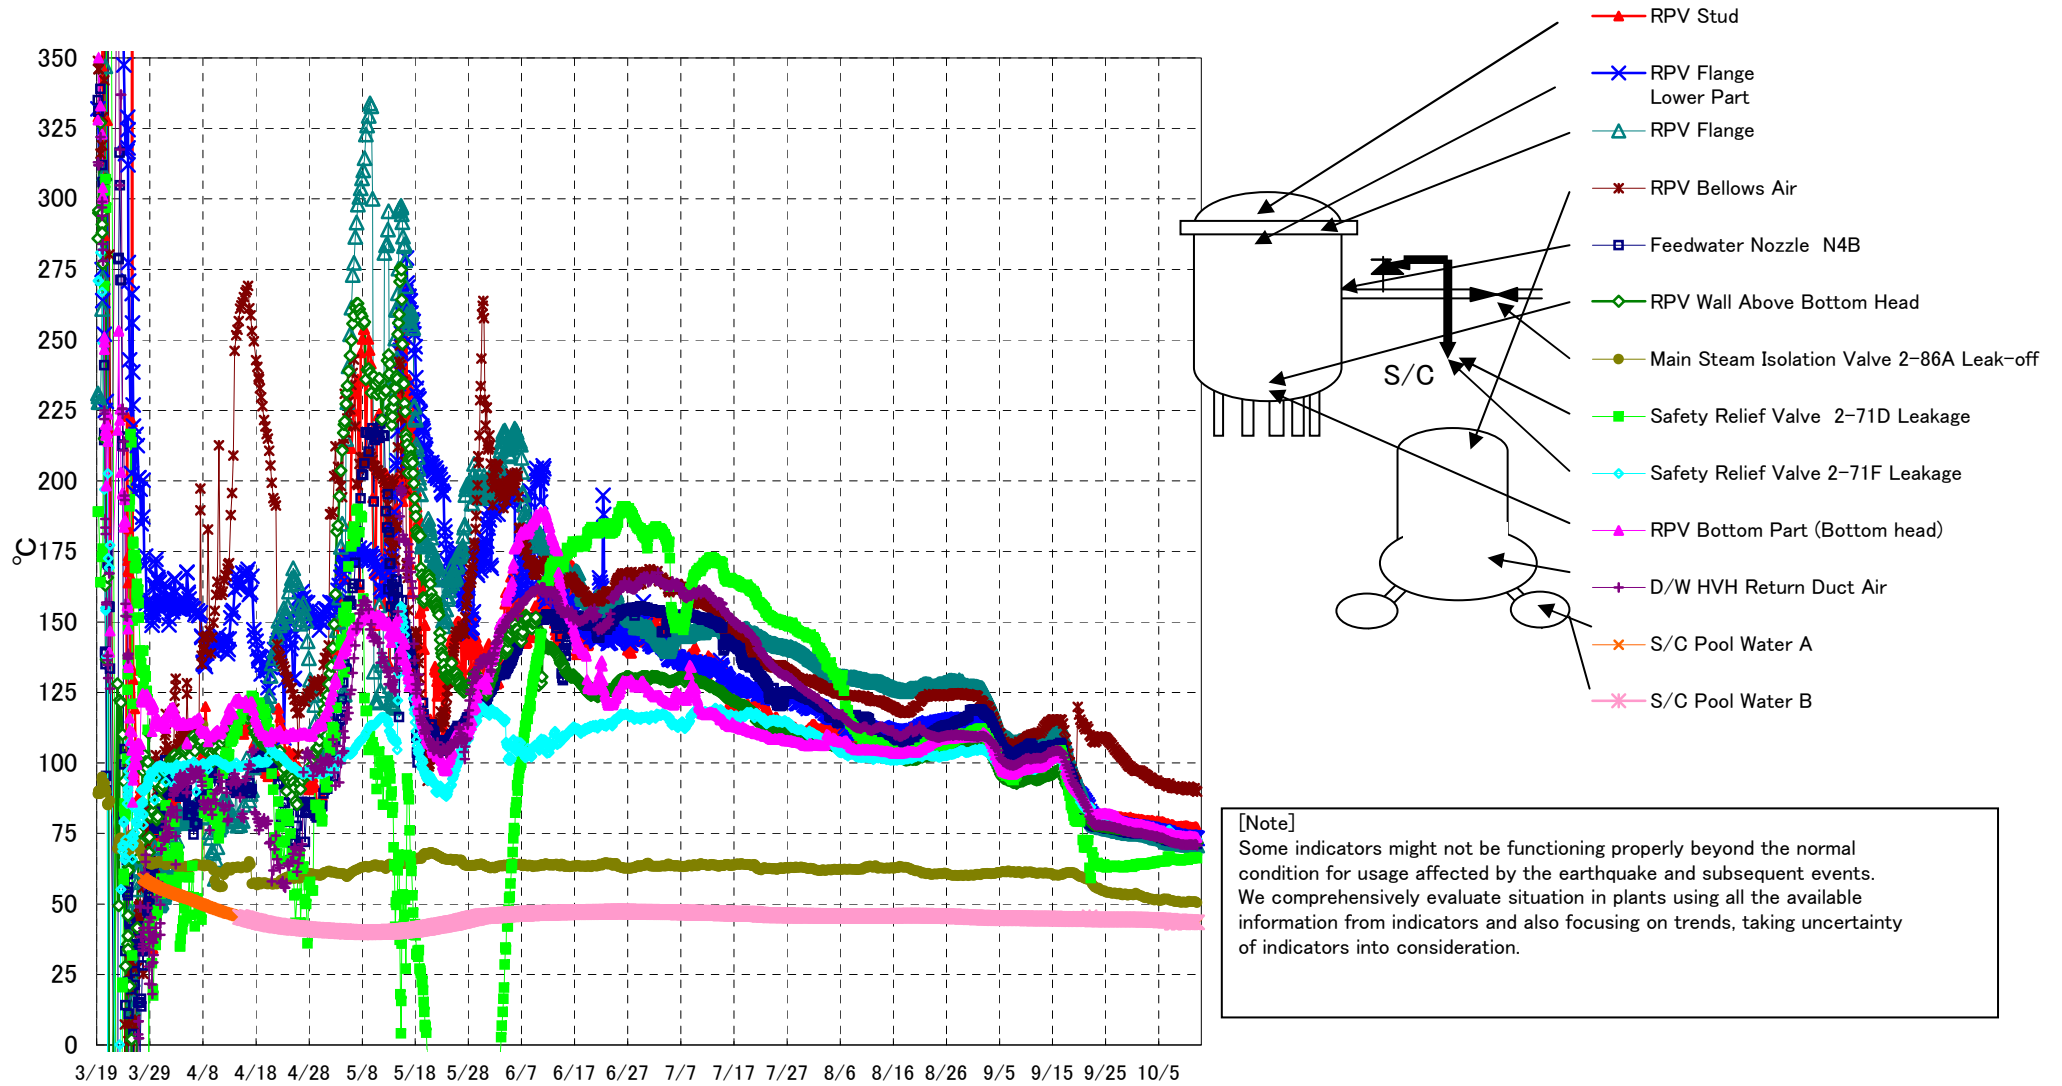 350
325
300
275
250
225
200
175
150
125
100
75
50
25
0
℃
3/19 3/29 4/8 4/18 4/28 5/8 5/18 5/28 6/7 6/17 6/27 7/7 7/17 7/27 8/6 8/16 8/26 9/5 9/15 9/25 10/5
RPV Stud
RPV Flange
Lower Part
RPV Flange
RPV Bellows Air
Feedwater Nozzle N4B
RPV Wall Above Bottom Head
Main Steam Isolation Valve 2-86A Leak-off
Safety Relief Valve 2-71D Leakage
Safety Relief Valve 2-71F Leakage
RPV Bottom Part (Bottom head)
D/W HVH Return Duct Air
S/C Pool Water A
S/C Pool Water B
S/C
[Note]
Some indicators might not be functioning properly beyond the normal
condition for usage affected by the earthquake and subsequent events.
We comprehensively evaluate situation in plants using all the available
information from indicators and also focusing on trends, taking uncertainty
of indicators into consideration.